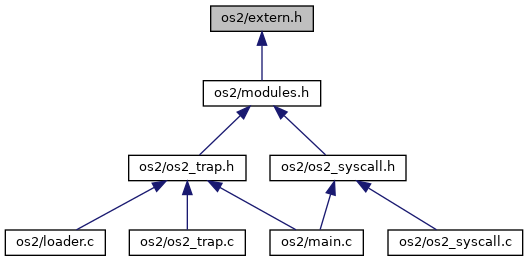 os2/extern.h
os2/modules.h
os2/os2_trap.h
os2/os2_syscall.h
os2/loader.c
os2/os2_trap.c
os2/main.c
os2/os2_syscall.c